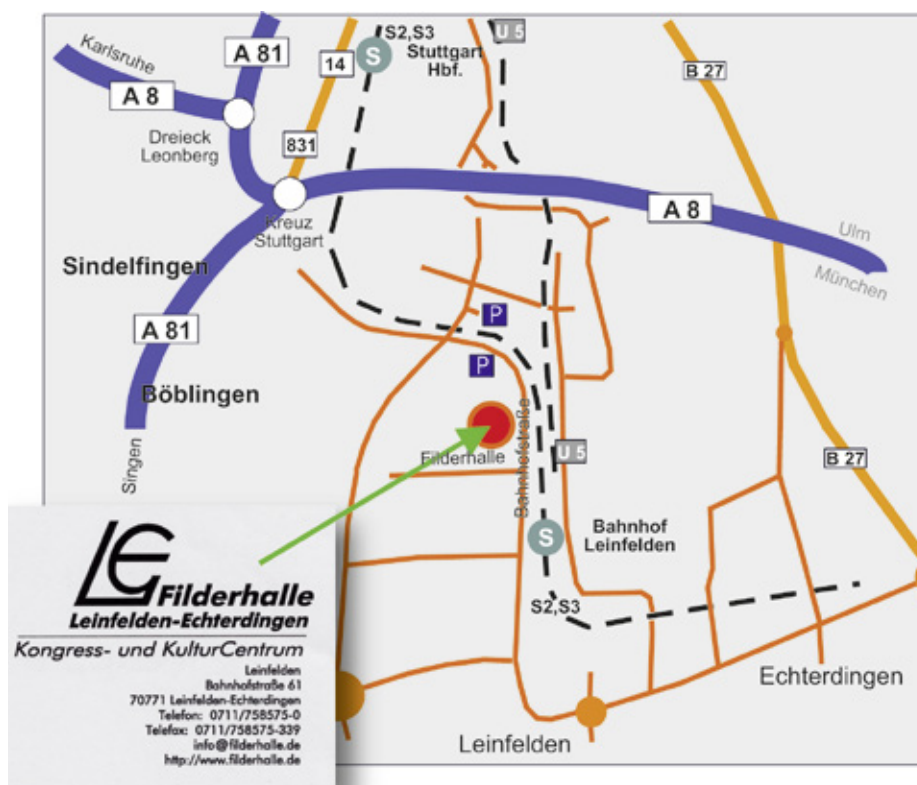 S2,S3
U 5
Stuttgart
Hbf.
S
Karlsruhe
A 81
14
B 27
A 8
Dreieck
Leonberg
831
A 8
Kreuz
Stuttgart
Ulm
München
Sindelfingen
A 81
P
P
Böblingen
Singen
Filderhalle
Bahnhofstraße
U 5
B 27
S
Bahnhof
Leinfelden
S2,S3
Echterdingen
Leinfelden
LE
Filderhalle
Leinfelden-Echterdingen
Kongress- und KulturCentrum
Leinfelden
Bahnhofstraße 61
70771 Leinfelden-Echterdingen
Telefon: 0711/758575-0
Telefax: 0711/758575-339
info@filderhalle.de
http://www.filderhalle.de